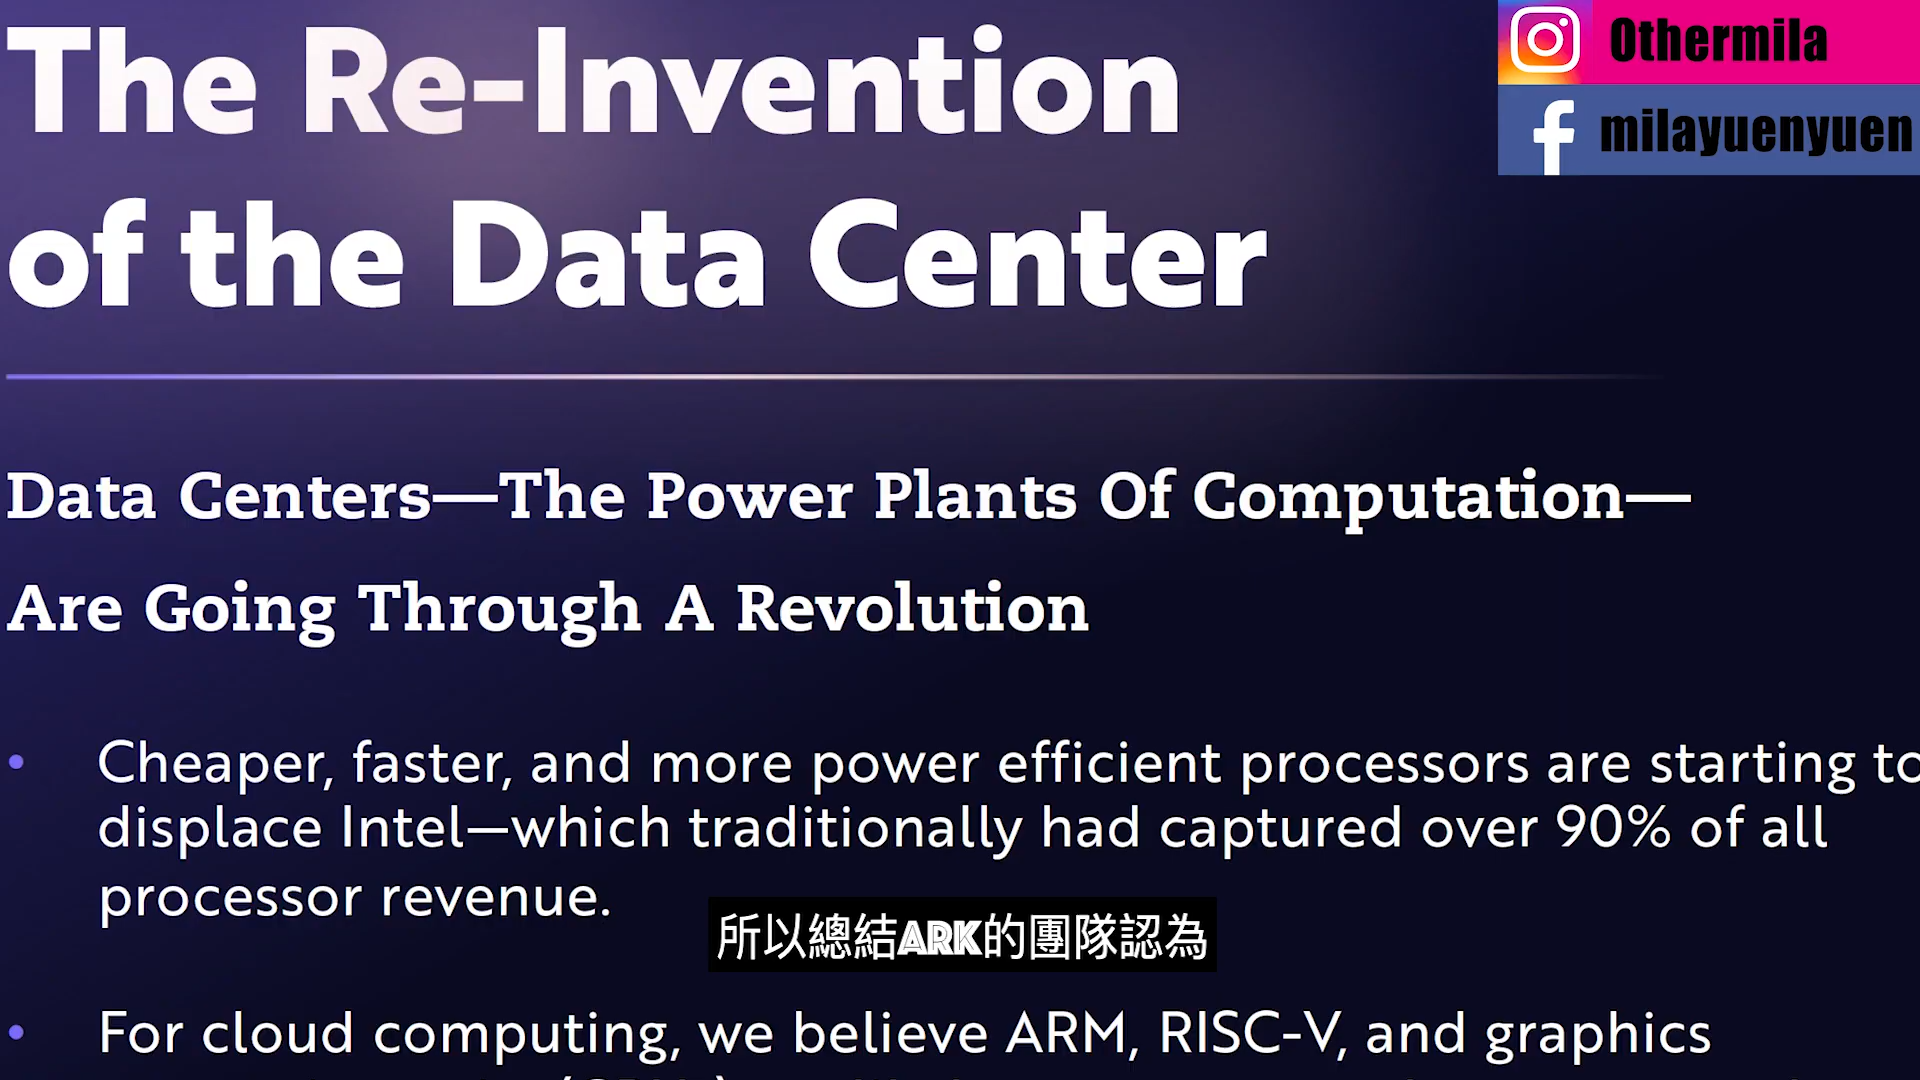 The Re-Invention
of the Data Center
Othermila
milayuenyuen
Data Centers—The Power Plants Of Computation—
Are Going Through A Revolution
• Cheaper, faster, and more power efficient processors are starting to
displace Intel—which traditionally had captured over 90% of all
processor revenue.
所以總結ARK的團隊認為
• For cloud computing, we believe ARM, RISC-V, and graphics